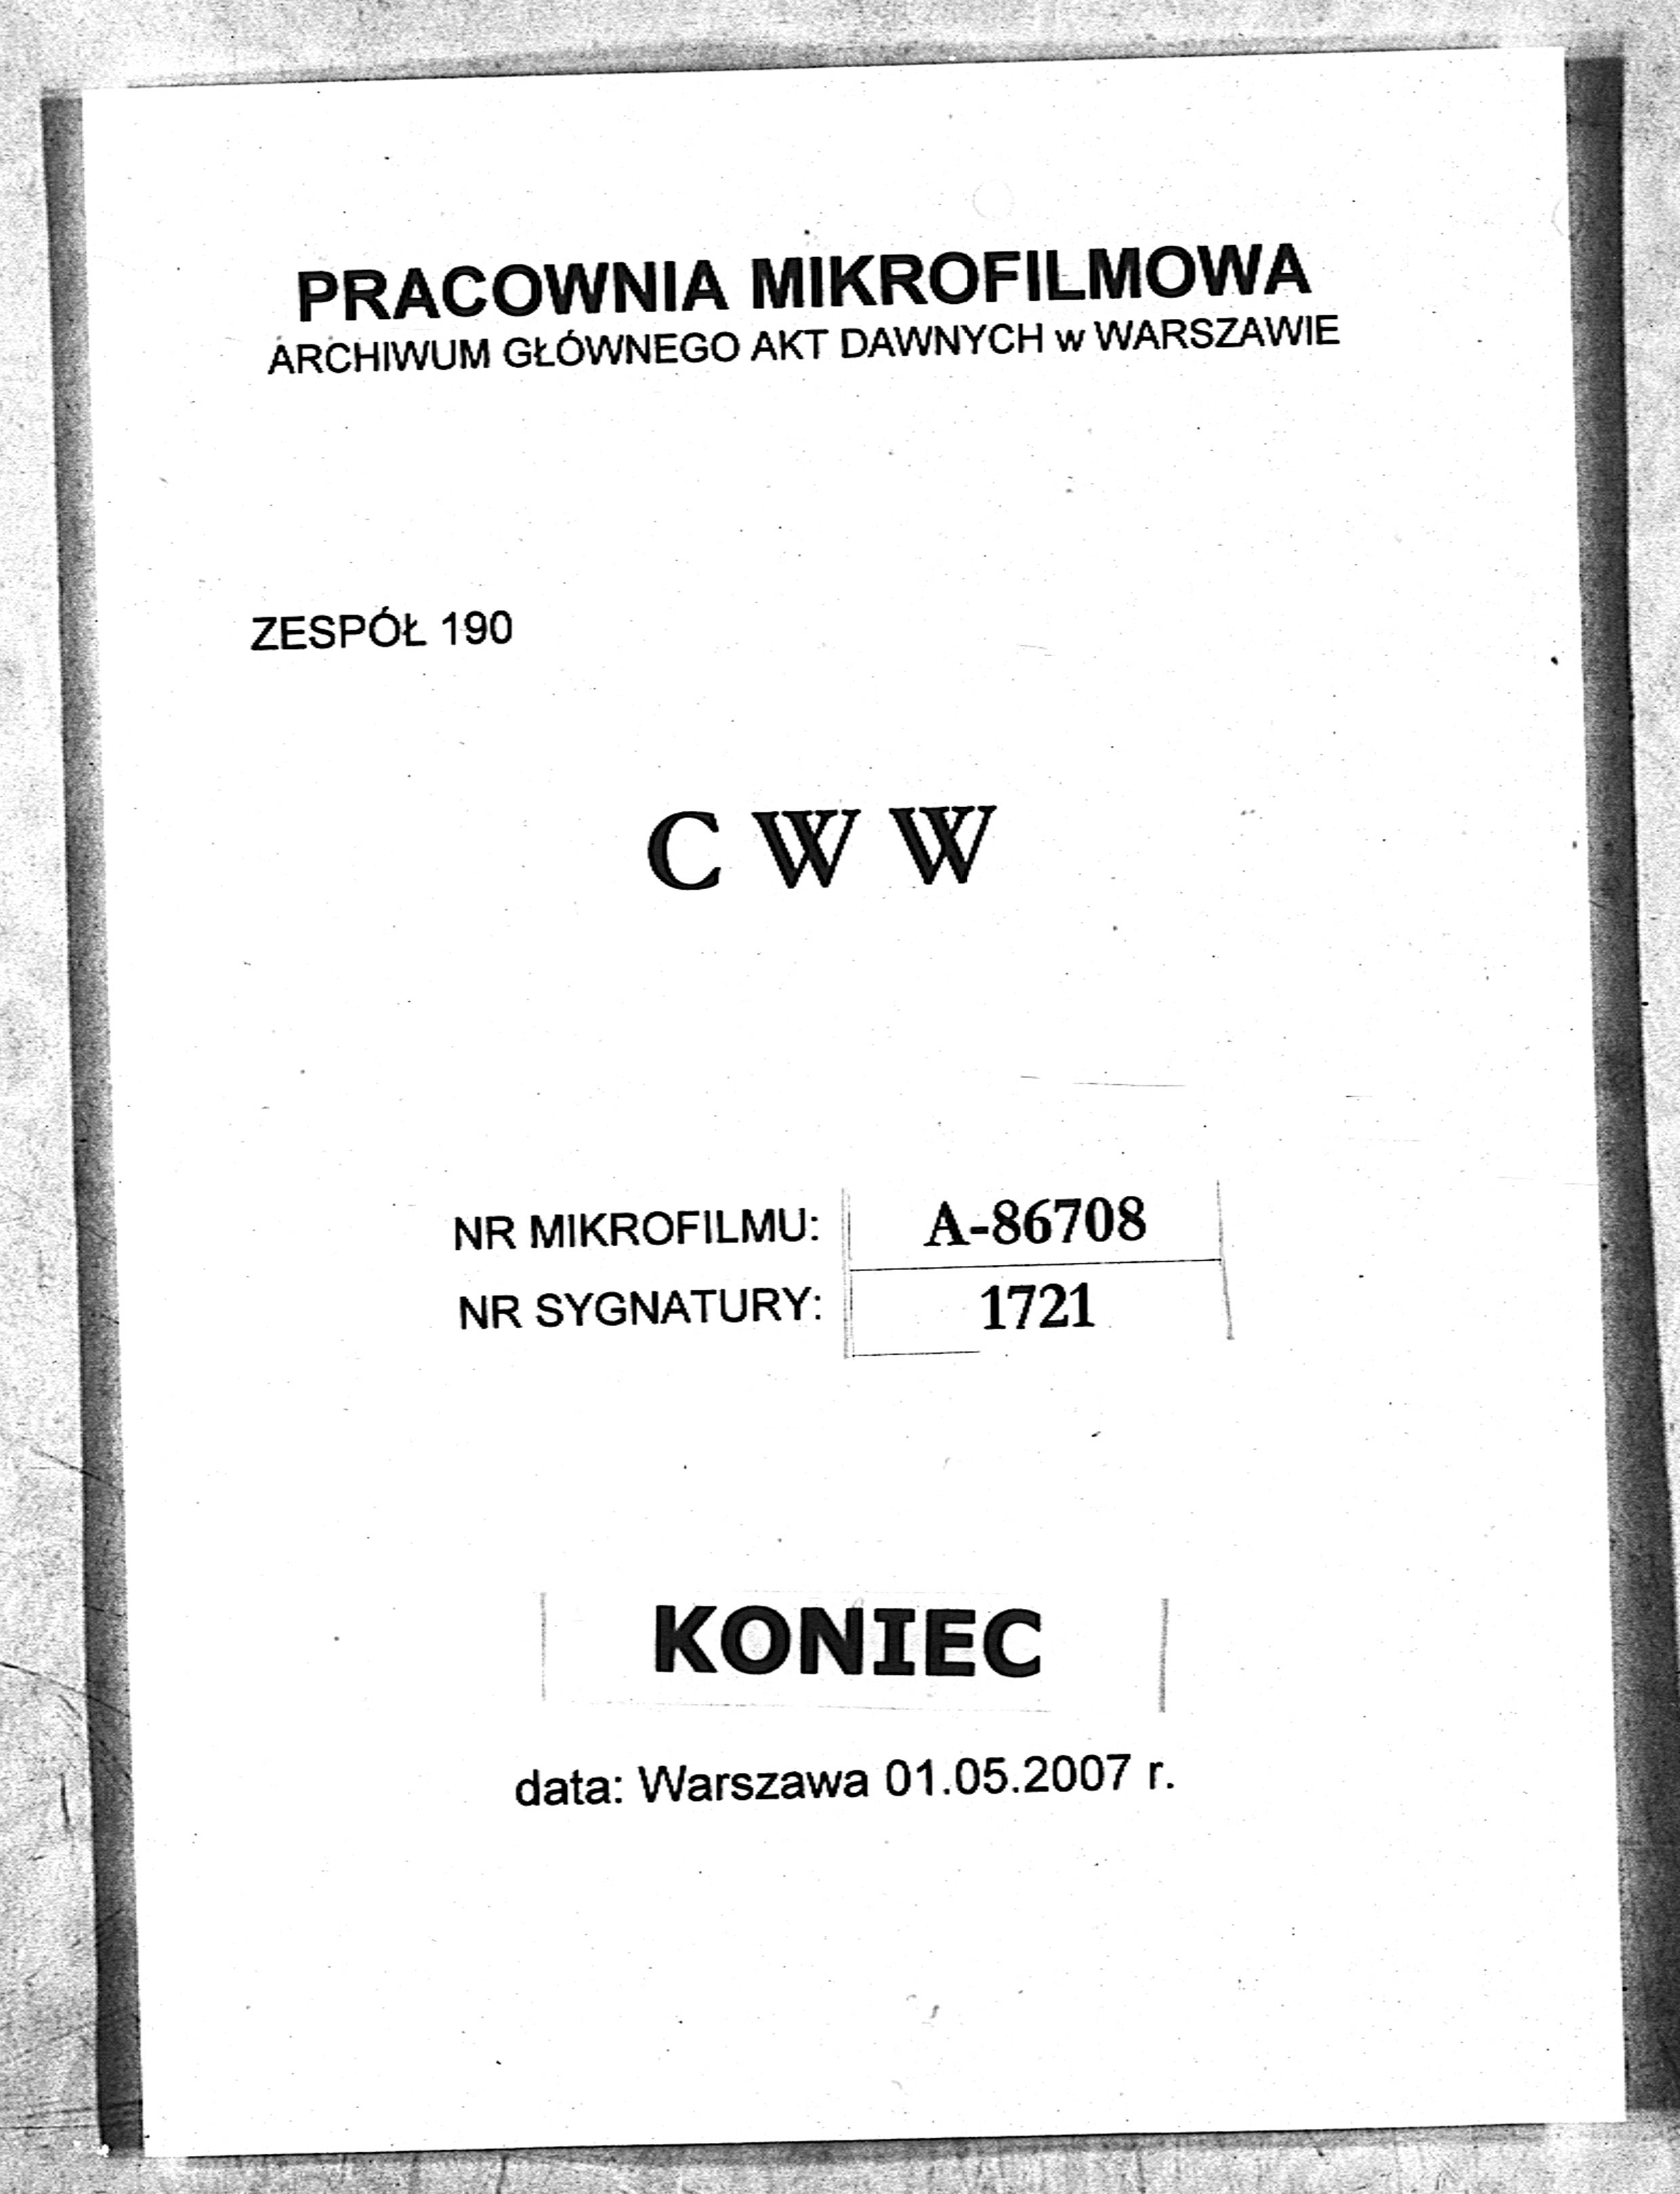 PRACOWNIA MIKROFILMOWA
ARCHIWUM GŁÓWNEGO AKT DAWNYCH w WARSZAWIE
ZESPÓŁ 190
C W W
NR MIKROFILMU: A-86708
NR SYGNATURY: 1721
KONIEC
data: Warszawa 01.05.2007 r.